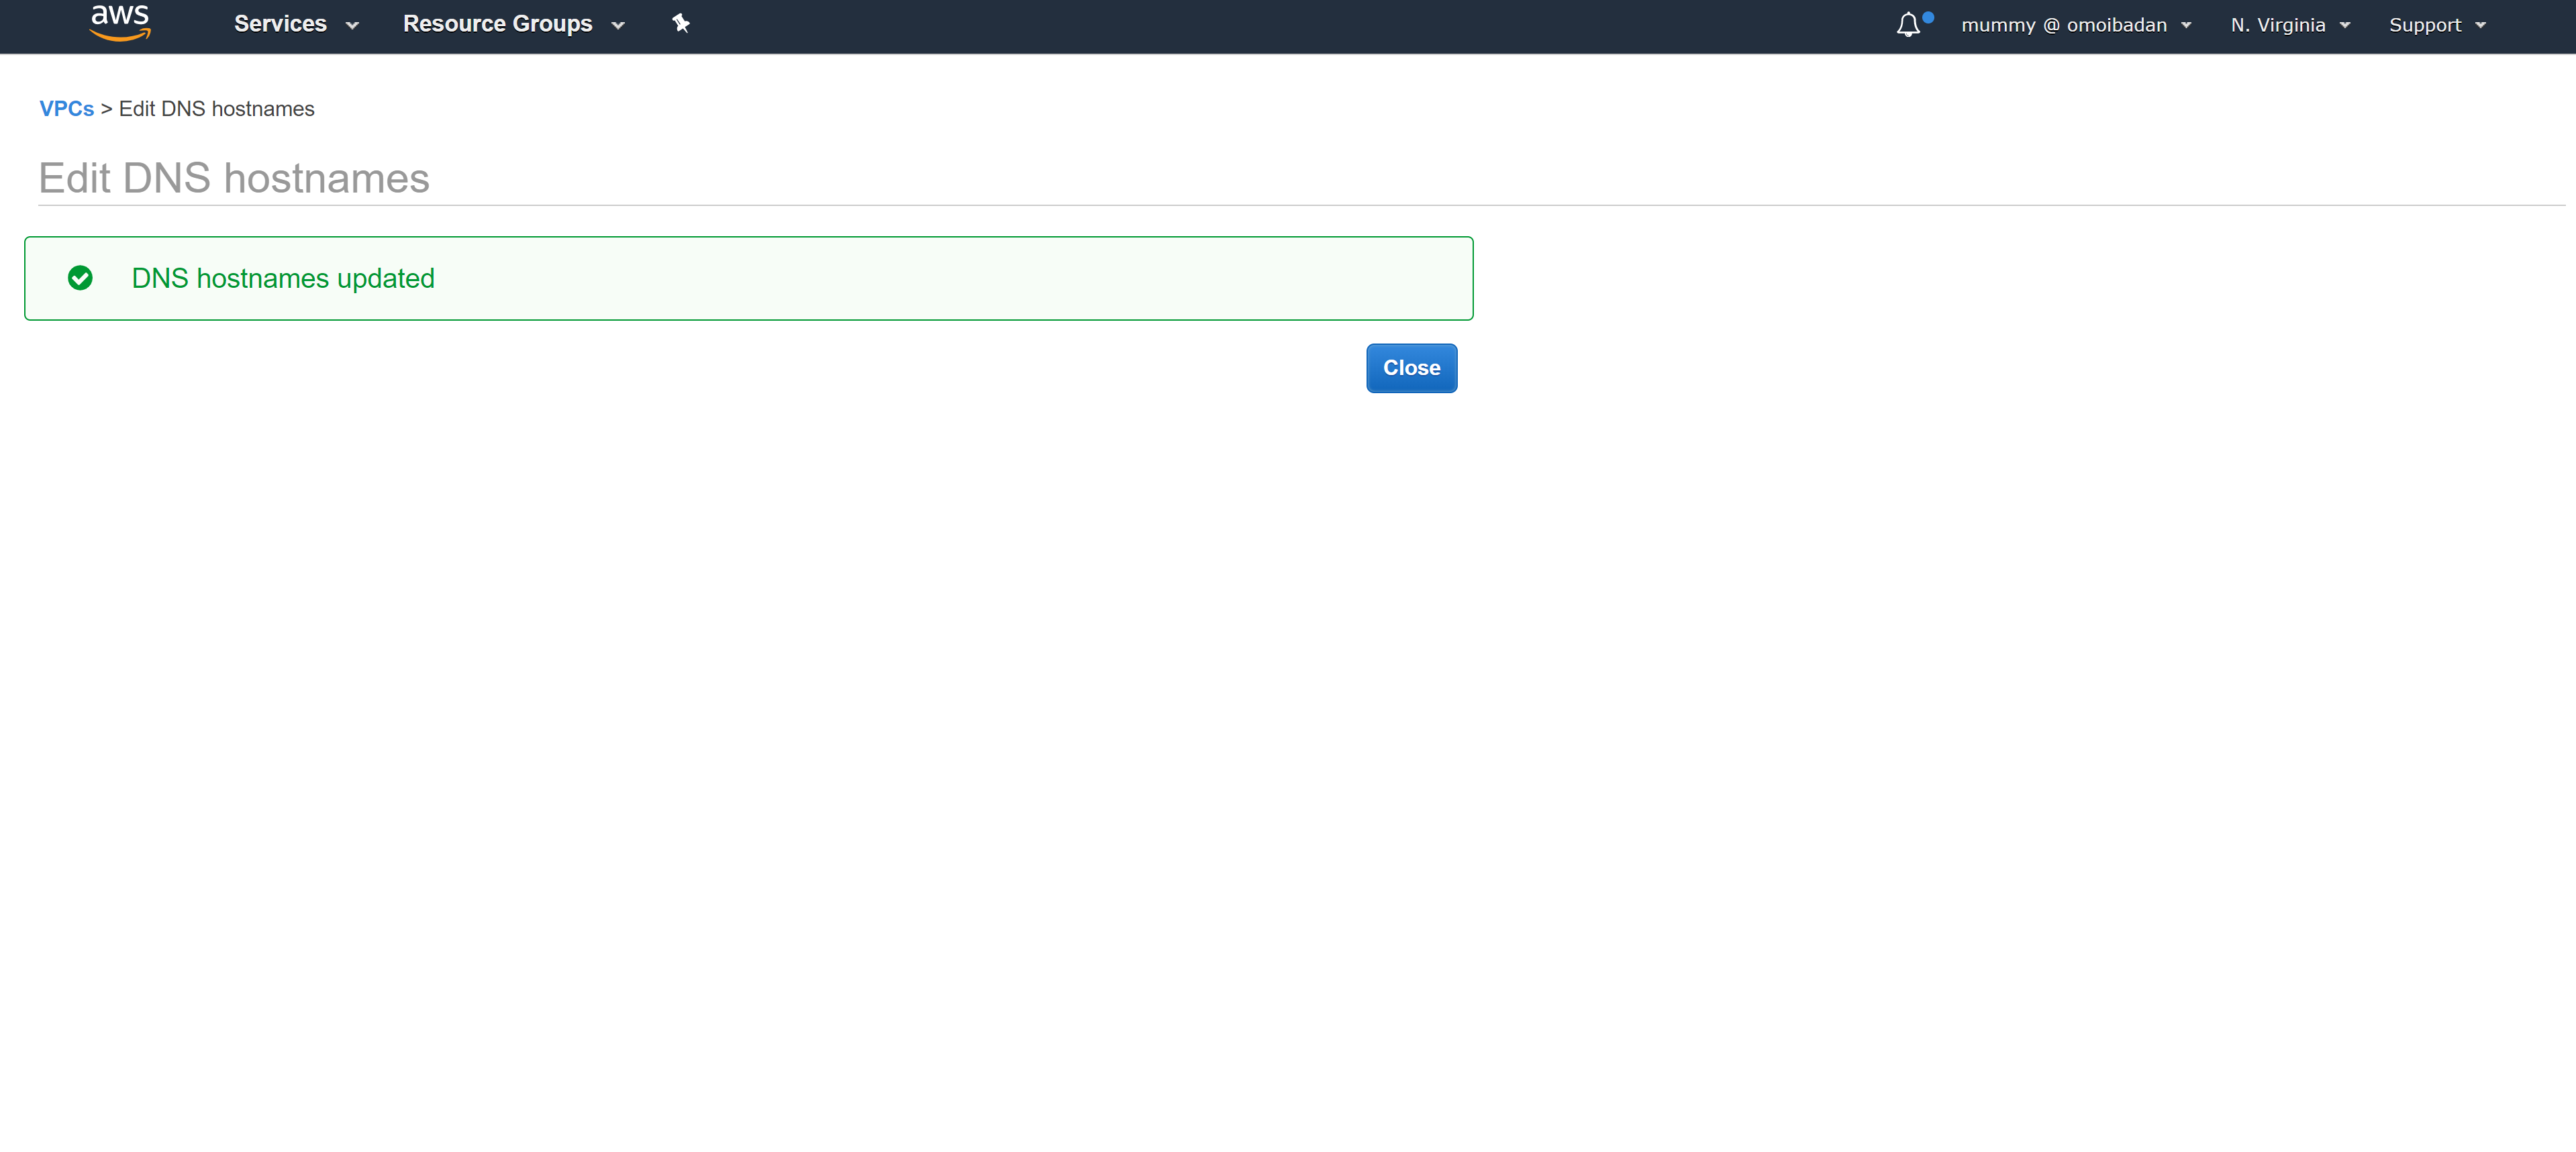 aws Services Resource Groups mummy @ omoibadan N. Virginia Support
VPCs > Edit DNS hostnames
Edit DNS hostnames
DNS hostnames updated
Close